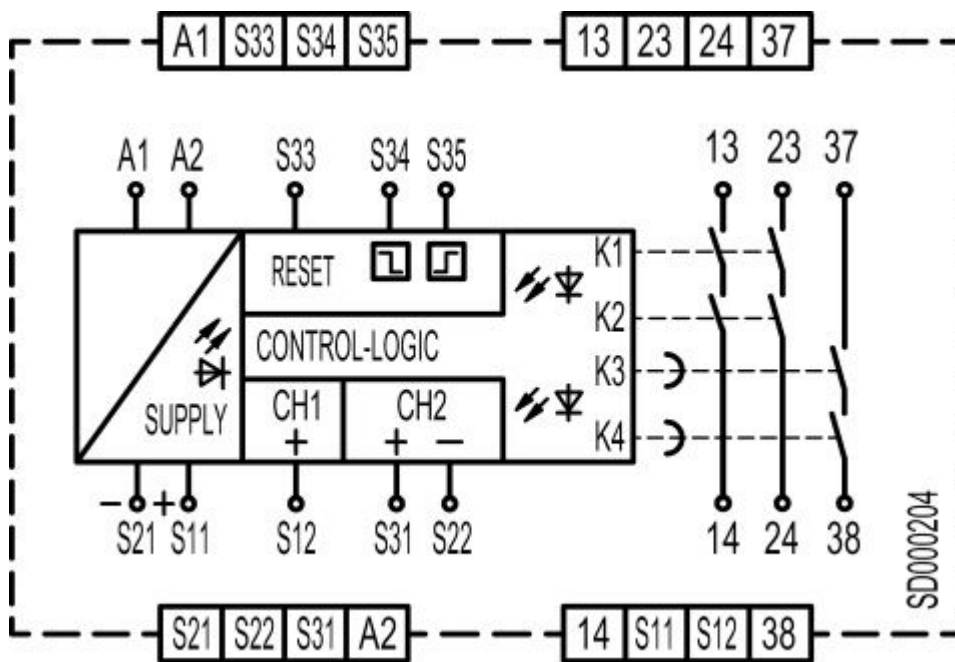 A1 S33 S34 S35 13 23 24 37
A1 A2 S33 S34 S35 13 23 37
RESET K1
K2
CONTROL-LOGIC
K3
SUPPLY CH1 CH2
+ + − K4
− +
S21 S11 S12 S31 S22 14 24 38
SD000204
S21 S22 S31 A2 14 S11 S12 38